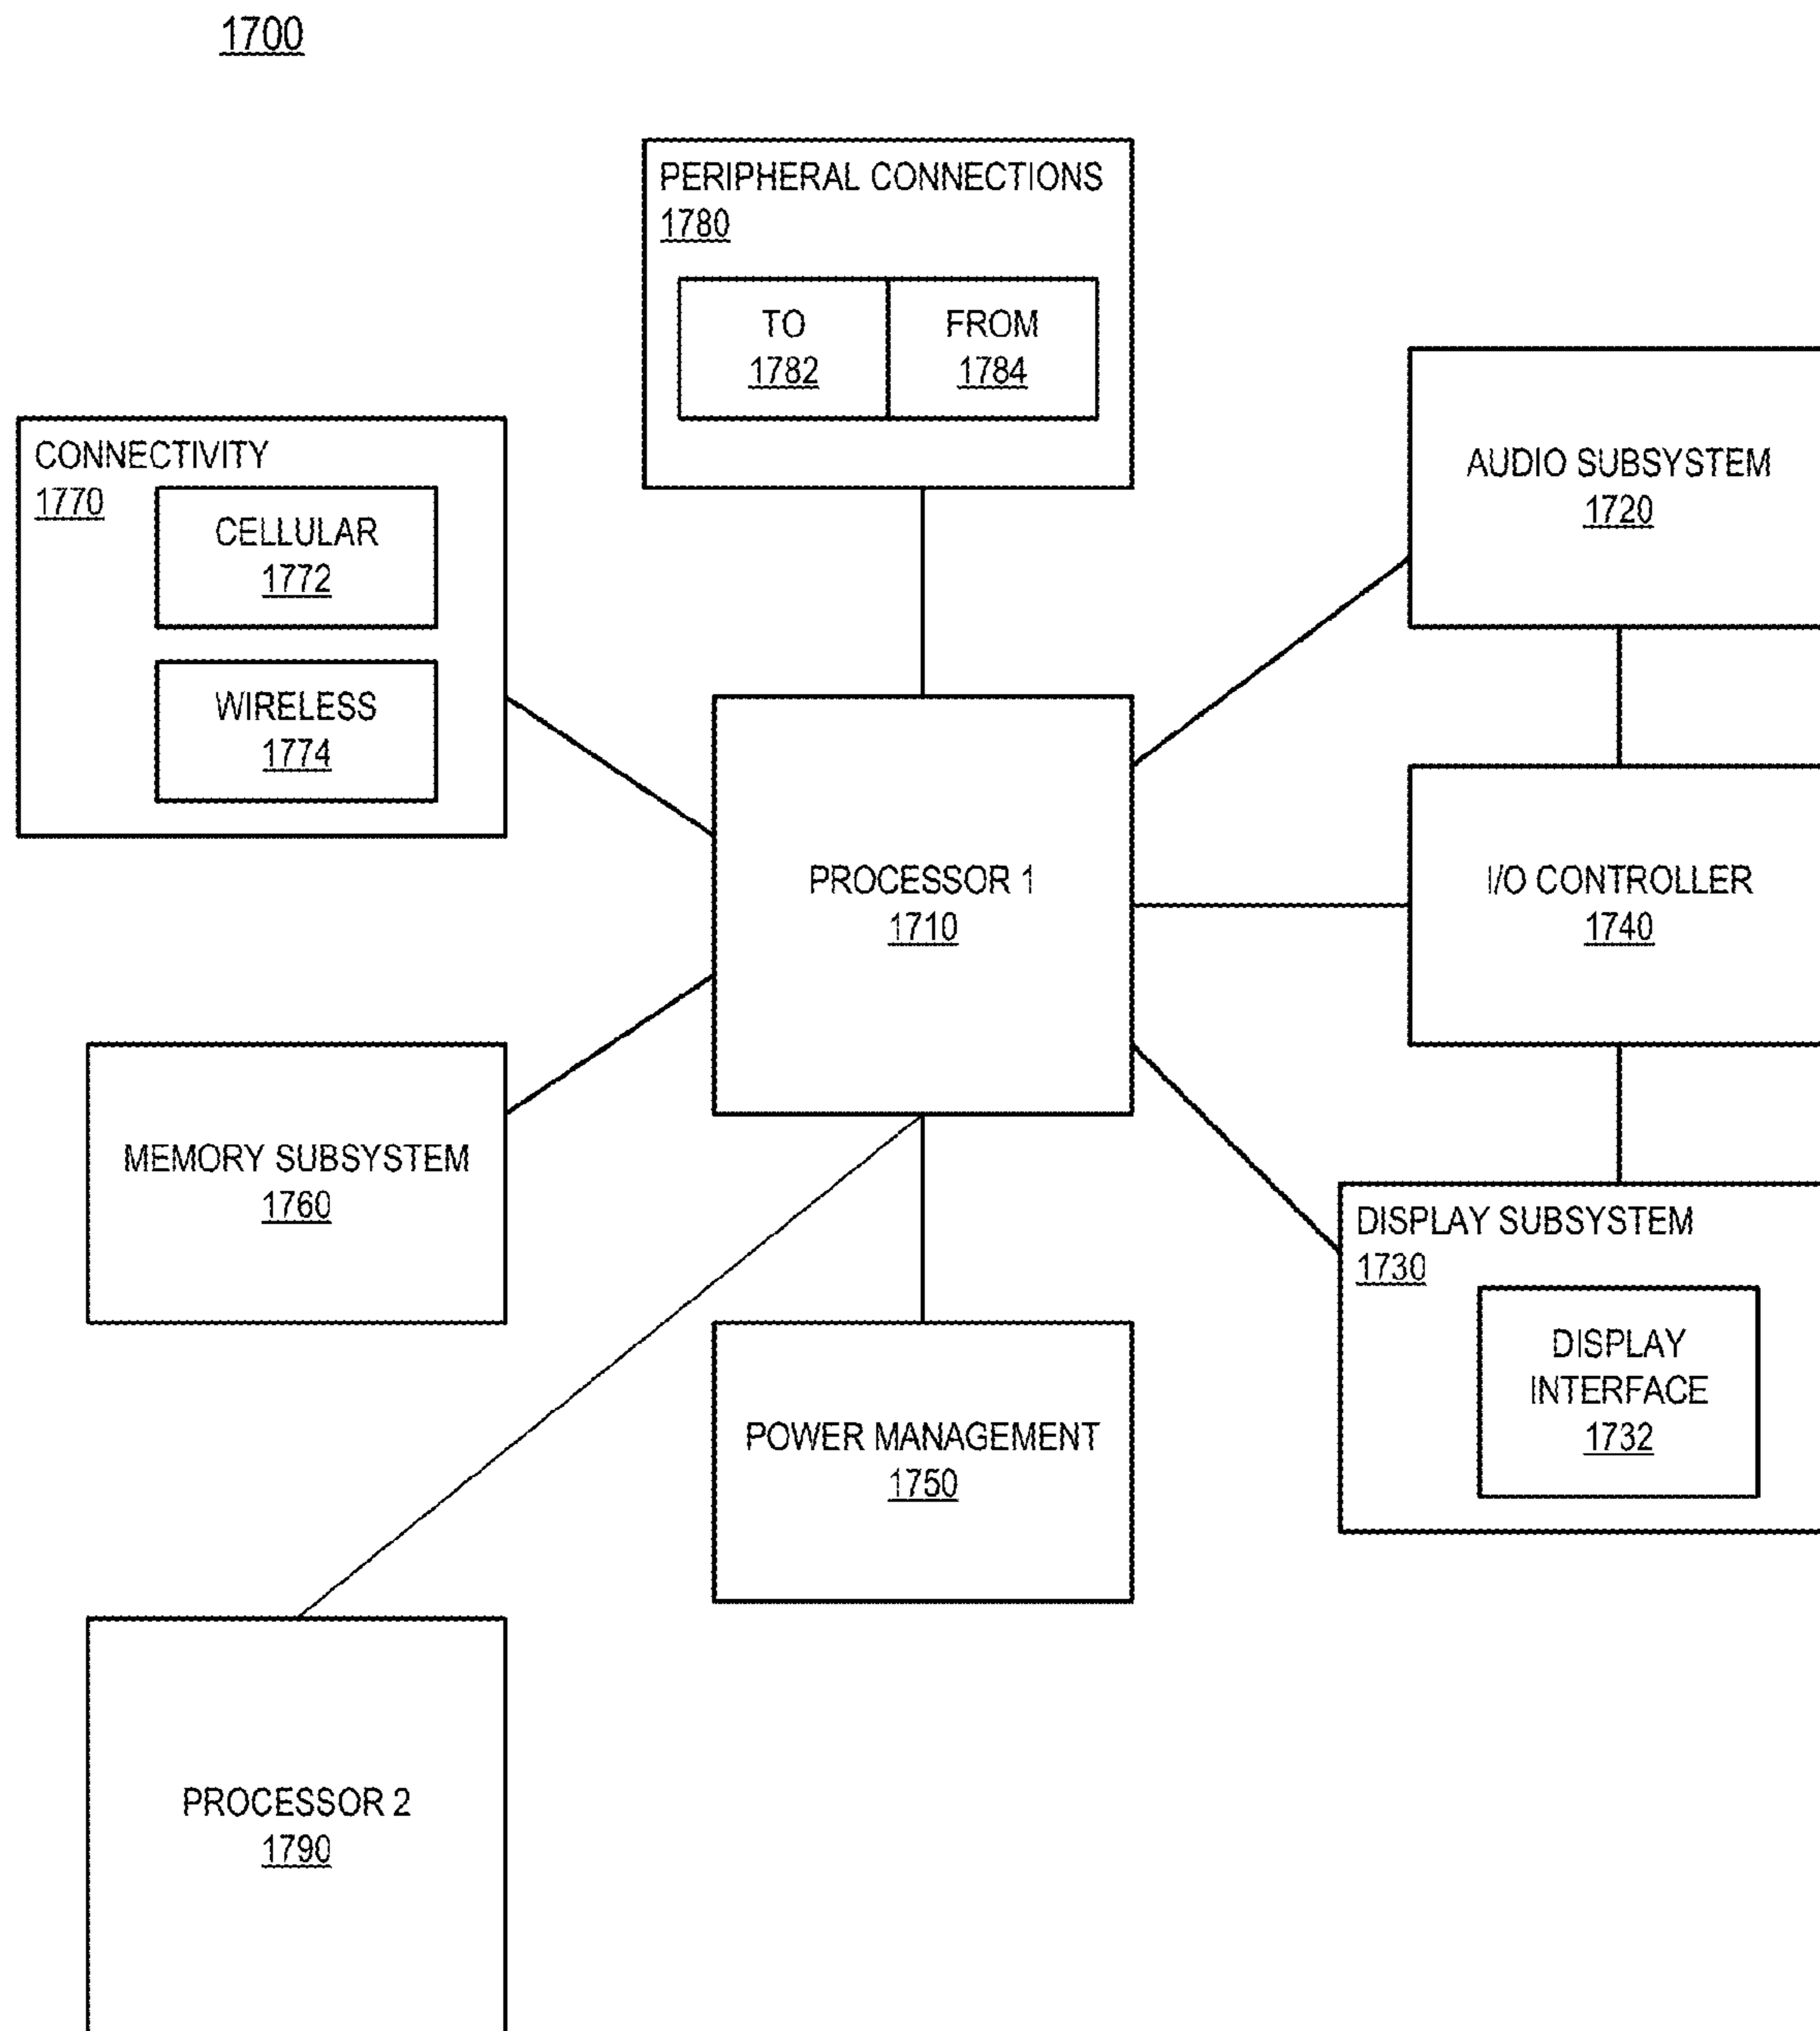 1700
PERIPHERAL CONNECTIONS
1780
TO
1782
FROM
1784
CONNECTIVITY
1770
CELLULAR
1772
WIRELESS
1774
AUDIO SUBSYSTEM
1720
PROCESSOR 1
1710
I/O CONTROLLER
1740
MEMORY SUBSYSTEM
1760
DISPLAY SUBSYSTEM
1730
DISPLAY
INTERFACE
1732
POWER MANAGEMENT
1750
PROCESSOR 2
1790